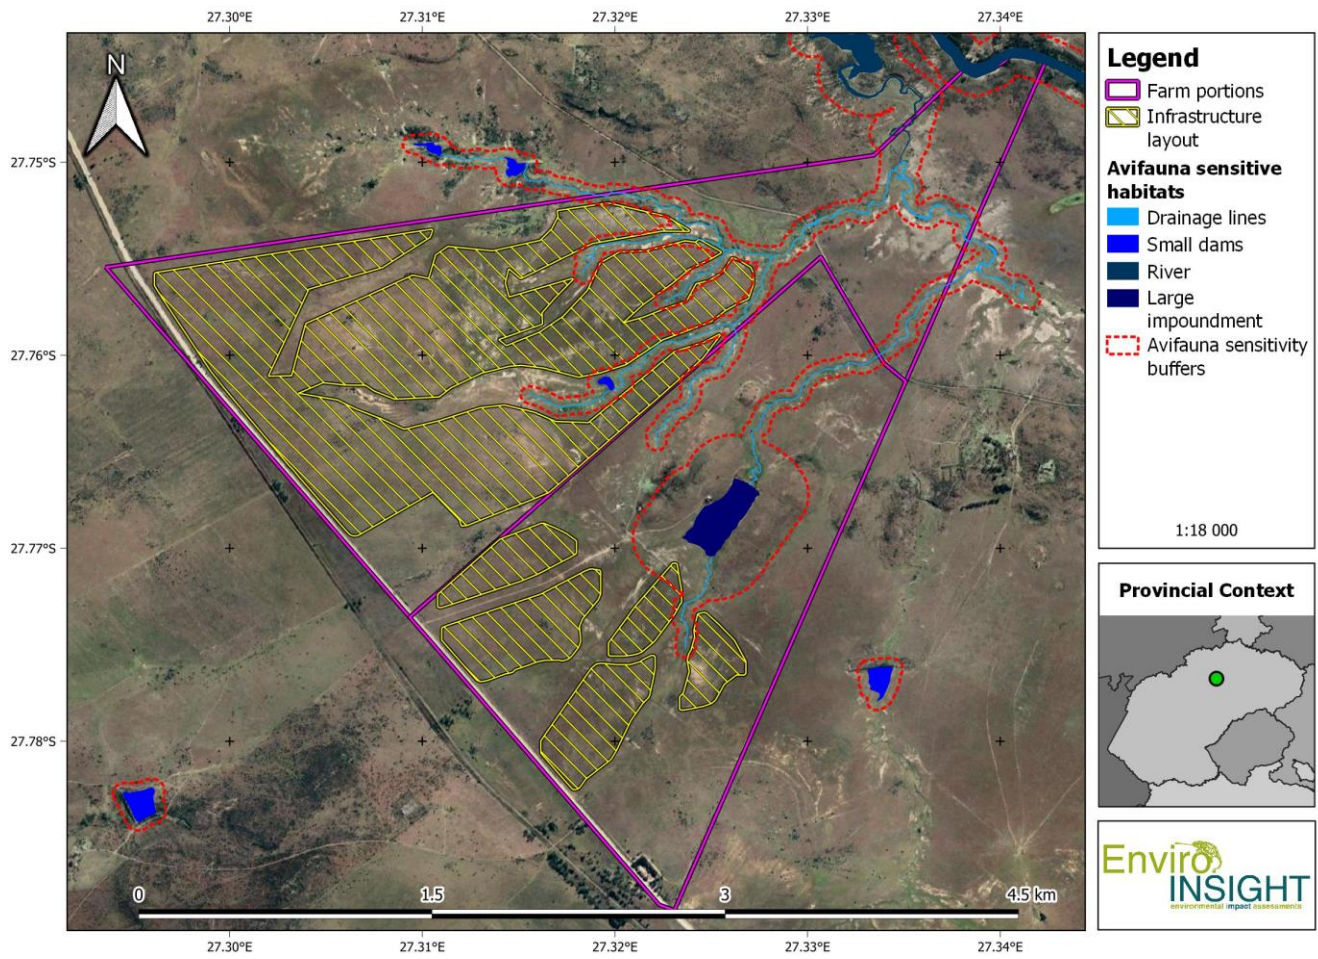 27.30°E 27.31°E 27.32°E 27.33°E 27.34°E
N
27.75°S
27.76°S
27.77°S
27.78°S
0 1.5 3 4.5 km
27.30°E 27.31°E 27.32°E 27.33°E 27.34°E
Legend
Farm portions
Infrastructure
layout
Avifauna sensitive
habitats
Drainage lines
Small dams
River
Large
impoundment
Avifauna sensitivity
buffers
1:18 000
Provincial Context
Enviro
INSIGHT
environmental impact assessments